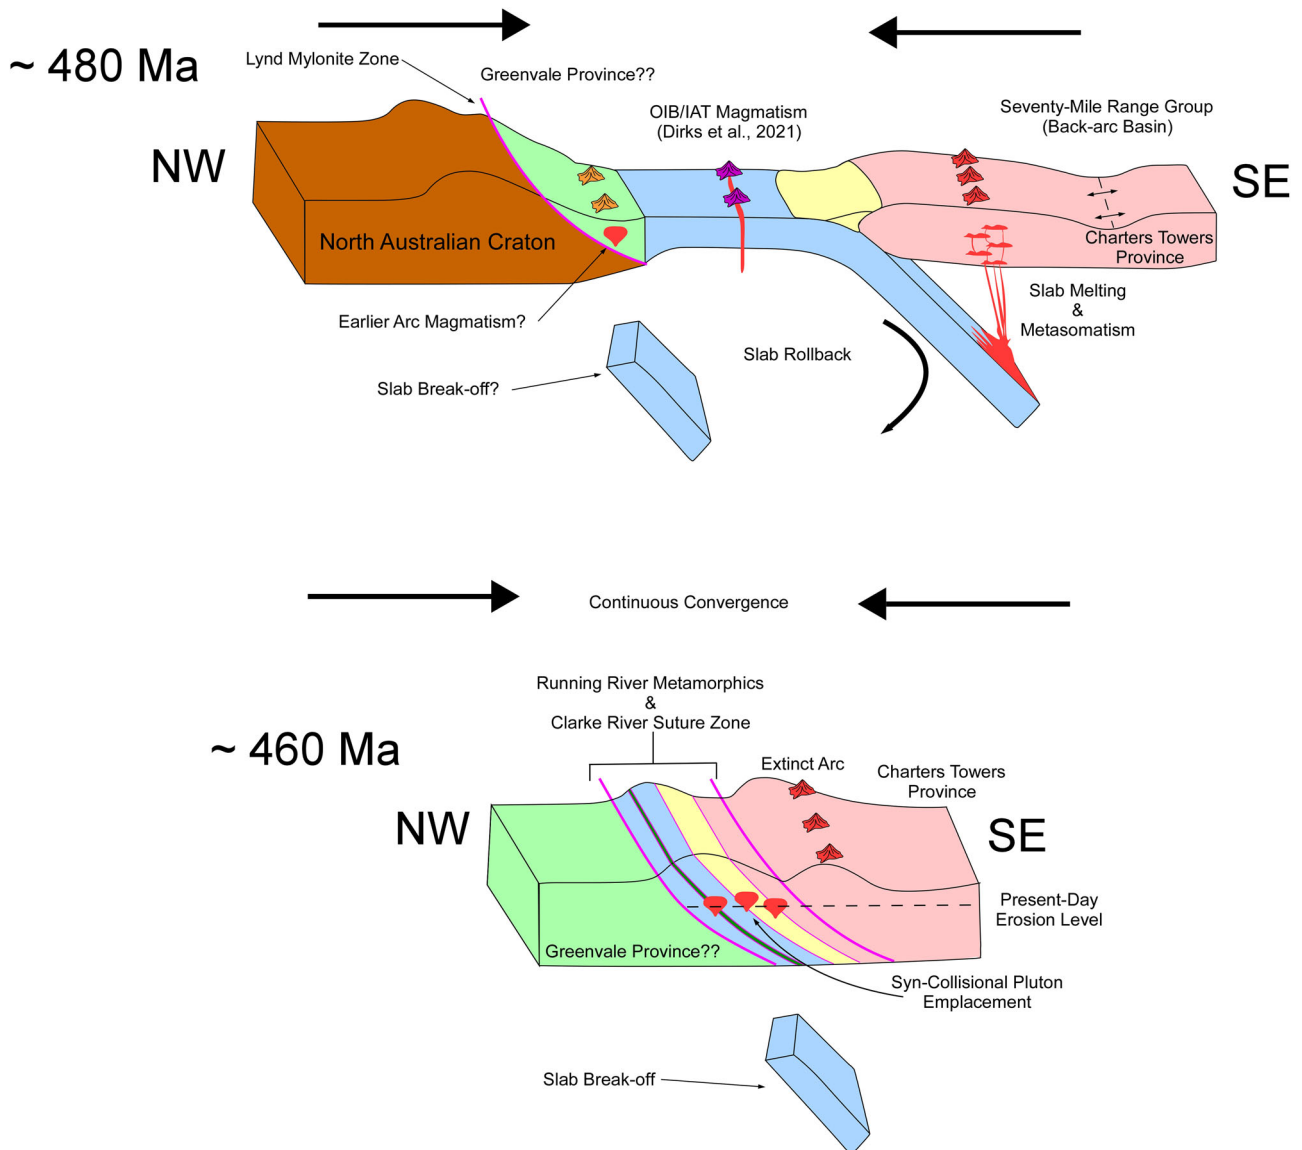 ~ 480 Ma
Lynd Mylonite Zone
Greenvale Province??
OIB/IAT Magmatism
(Dirks et al., 2021)
Seventy-Mile Range Group
(Back-arc Basin)
NW
SE
North Australian Craton
Charters Towers
Province
Earlier Arc Magmatism?
Slab Melting
&
Metasomatism
Slab Rollback
Slab Break-off?
Continuous Convergence
Running River Metamorphics
&
Clarke River Suture Zone
~ 460 Ma
Extinct Arc
Charters Towers
Province
NW
SE
Present-Day
Erosion Level
Greenvale Province??
Syn-Collisional Pluton
Emplacement
Slab Break-off